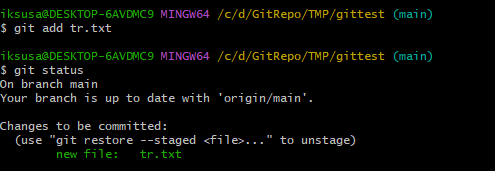 iksusa@DESKTOP-6AVDMC9 MINGW64 /c/d/GitRepo/TMP/gittest (main)
$ git add tr.txt
iksusa@DESKTOP-6AVDMC9 MINGW64 /c/d/GitRepo/TMP/gittest (main)
$ git status
On branch main
Your branch is up to date with 'origin/main'.
Changes to be committed:
  (use "git restore --staged <file>..." to unstage)
        new file:   tr.txt